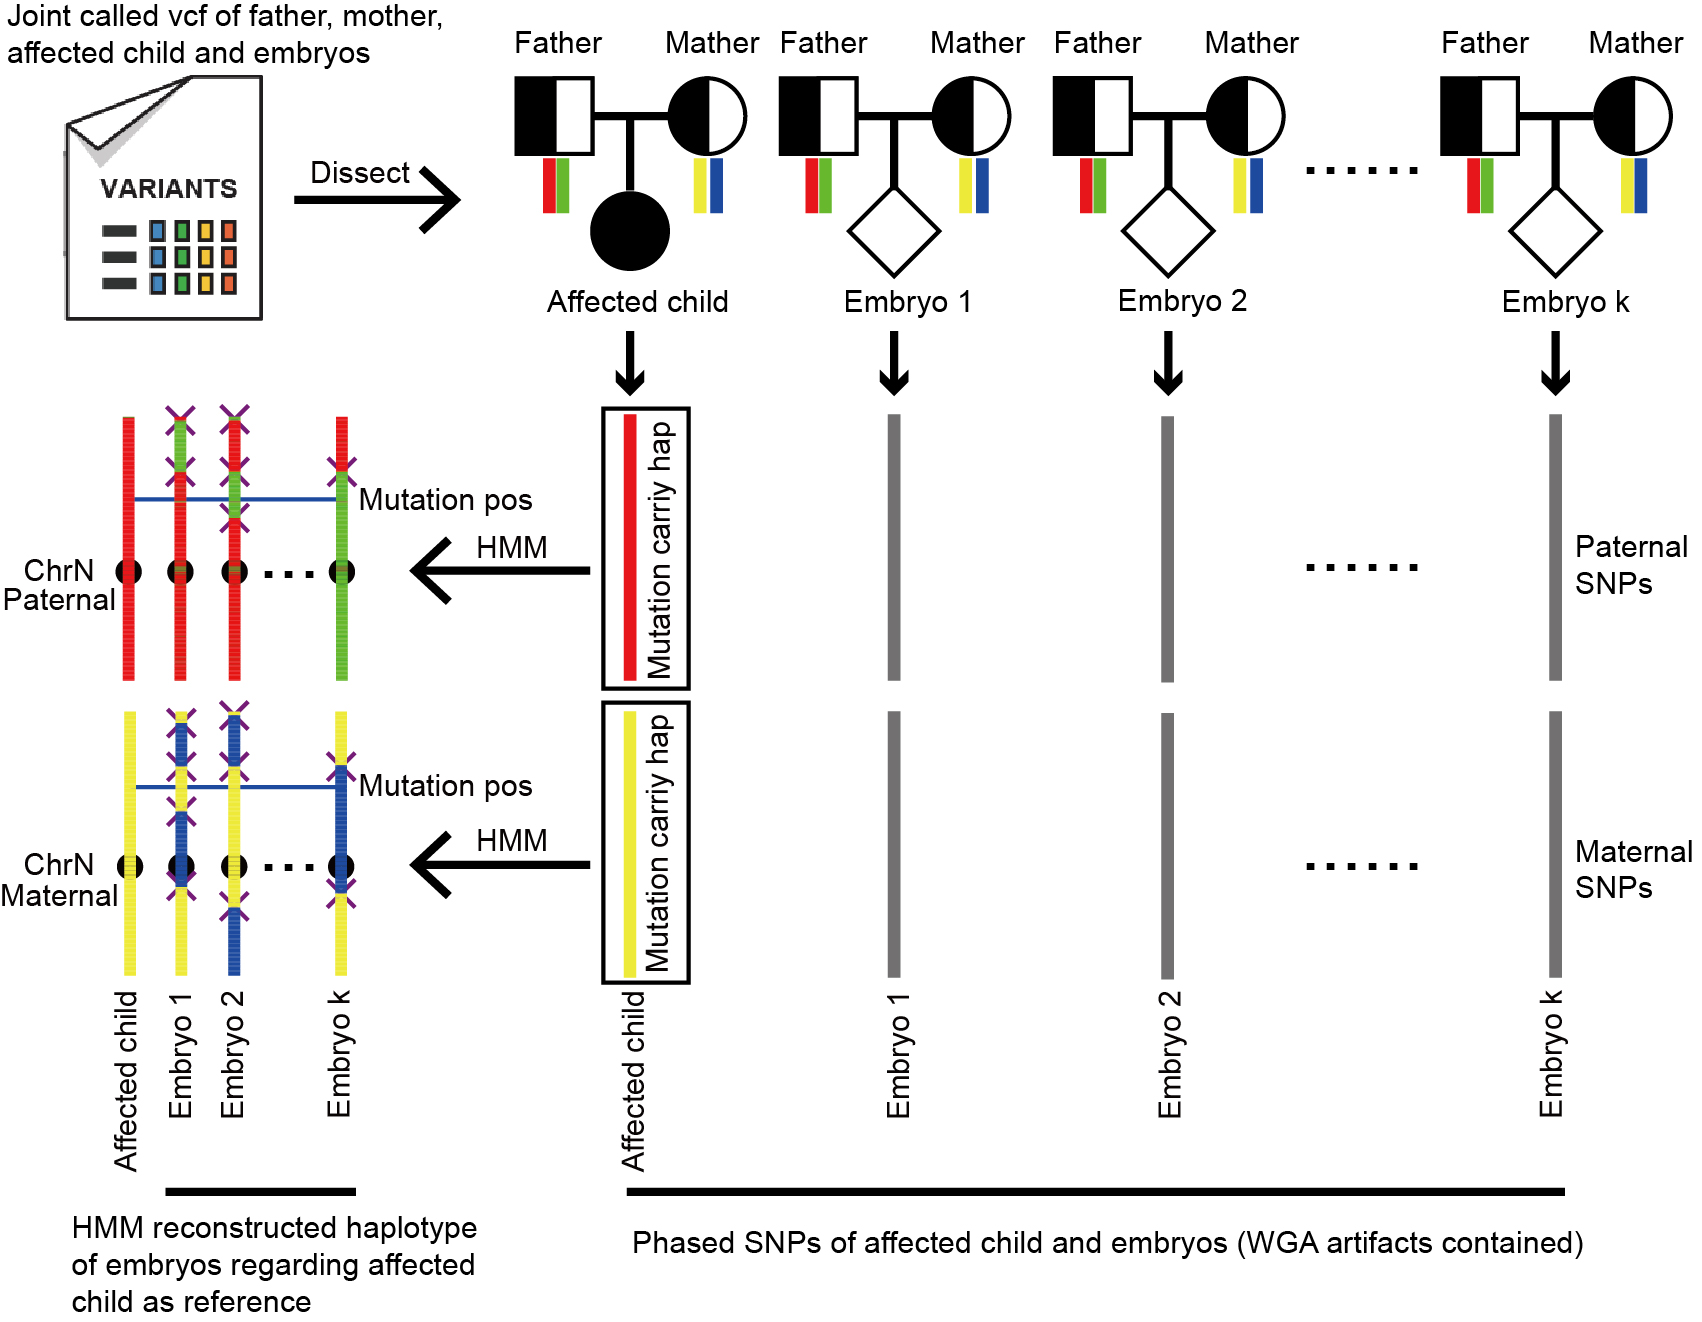 Joint called vcf of father, mother,
affected child and embryos
VARIANTS
Dissect
Father
Mather
Father
Mather
Father
Mather
Father
Mather
Affected child
Embryo 1
Embryo 2
Embryo k
Mutation pos
ChrN
Paternal
HMM
Mutation carriy hap
Paternal
SNPs
Mutation pos
ChrN
Maternal
HMM
Mutation carriy hap
Maternal
SNPs
Affected child
Embryo 1
Embryo 2
Embryo k
Affected child
Embryo 1
Embryo 2
Embryo k
HMM reconstructed haplotype
of embryos regarding affected
child as reference
Phased SNPs of affected child and embryos (WGA artifacts contained)